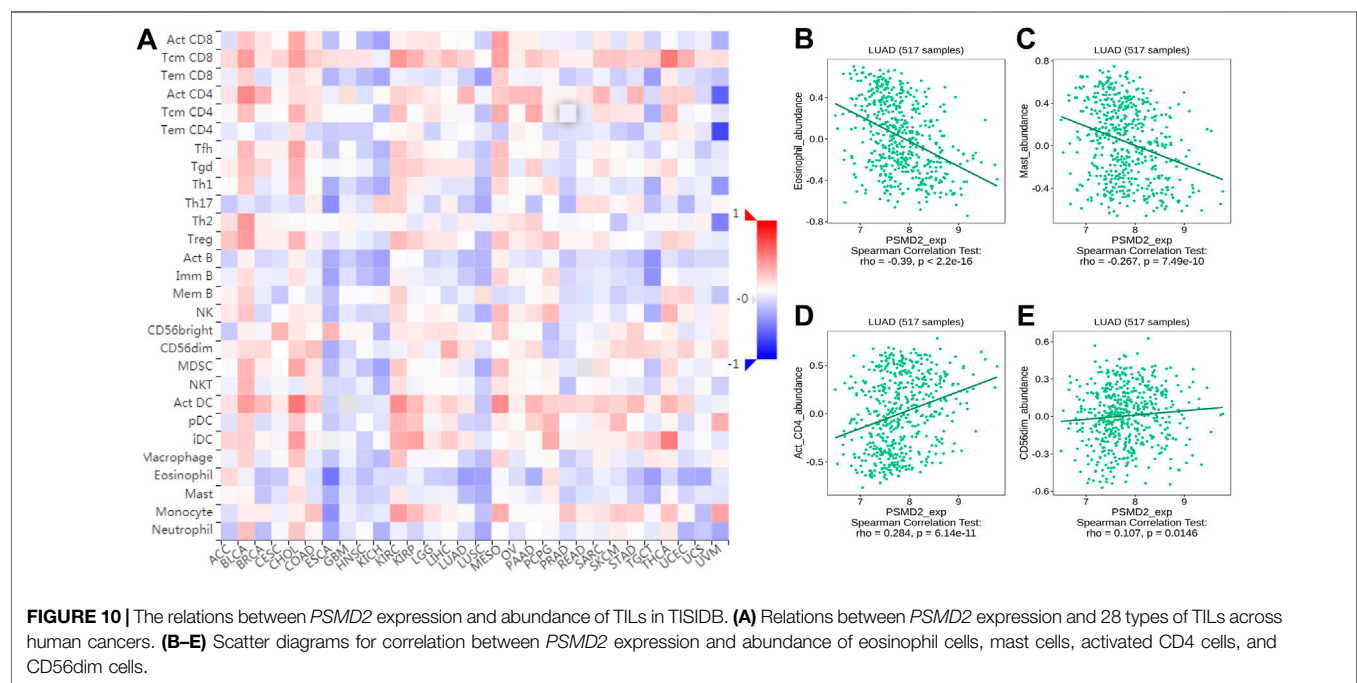 A
Act CD8
Tcm CD8
Tem CD8
Act CD4
Tcm CD4
Tem CD4
Tfh
Tgd
Th1
Th17
Th2
Treg
Act B
Imm B
Mem B
NK
CD56bright
CD56dim
MDSC
NKT
Act DC
pDC
iDC
Macrophage
Eosinophil
Mast
Monocyte
Neutrophil
ACC BLCA BRCA CESC CHOL COAD ESCA GBM HNSC KICH KIRC KIRP LGG LIHC LUAD LUSC MESO OV PAAD PCPG PRAD READ SARC SKCM STAD TGCT THCA UCEC UCS UVM
1
-0
-1
B
LUAD (517 samples)
Eosinophil_abundance
0.4
0.0
-0.4
-0.8
7 8 9
PSMD2_exp
Spearman Correlation Test:
rho = -0.39, p < 2.2e-16
C
LUAD (517 samples)
Mast_abundance
0.8
0.4
0.0
-0.4
7 8 9
PSMD2_exp
Spearman Correlation Test:
rho = -0.267, p = 7.49e-10
D
LUAD (517 samples)
Act_CD4_abundance
0.5
0.0
-0.5
7 8 9
PSMD2_exp
Spearman Correlation Test:
rho = 0.284, p = 6.14e-11
E
LUAD (517 samples)
CD56dim_abundance
0.6
0.3
0.0
-0.3
-0.6
7 8 9
PSMD2_exp
Spearman Correlation Test:
rho = 0.107, p = 0.0146
FIGURE 10 | The relations between PSMD2 expression and abundance of TILs in TISIDB. (A) Relations between PSMD2 expression and 28 types of TILs across
human cancers. (B–E) Scatter diagrams for correlation between PSMD2 expression and abundance of eosinophil cells, mast cells, activated CD4 cells, and
CD56dim cells.